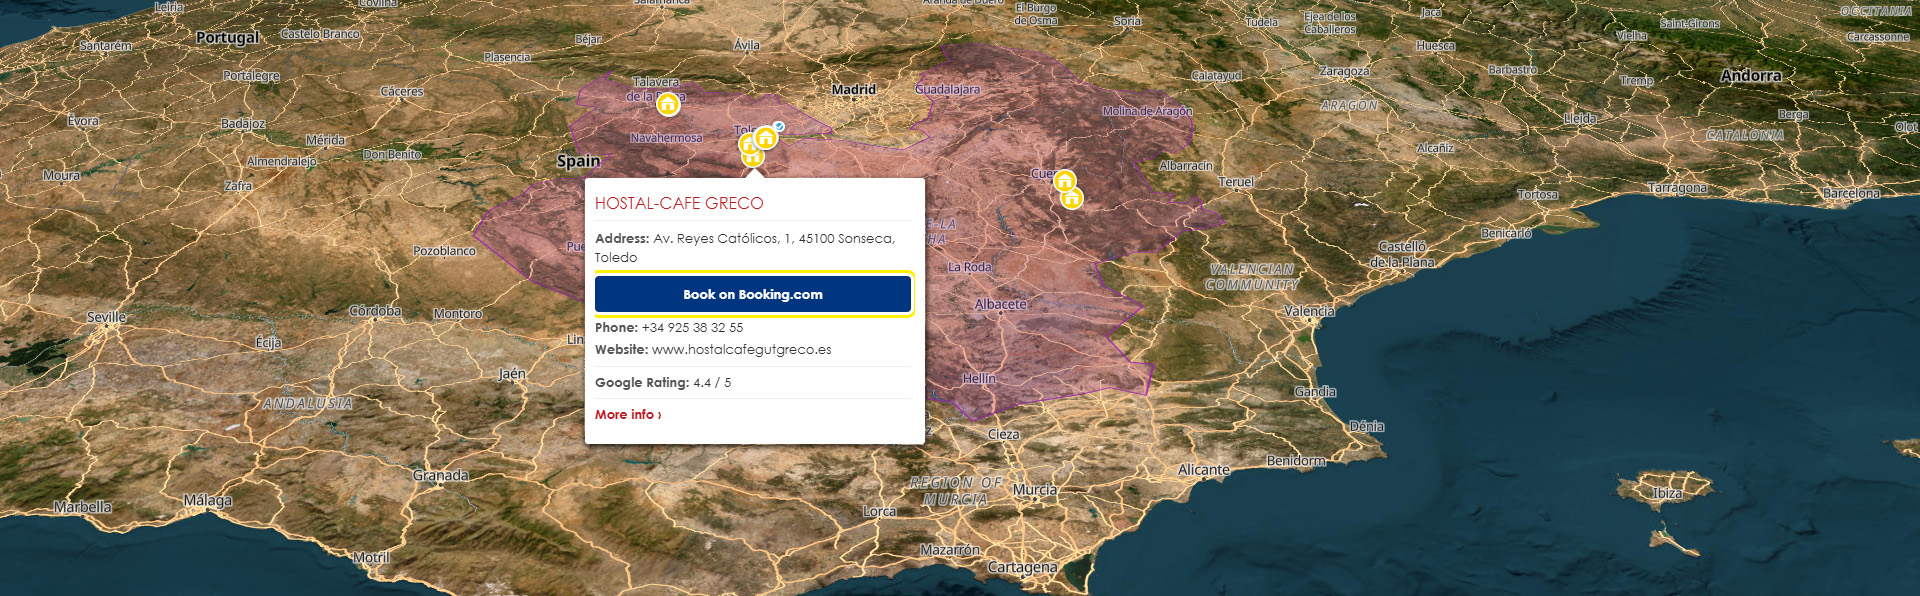 Leiria
Covilha
Salamanca
Aranda de Duero
El Burgo
de Osma
Soria
Tudela
Ejea de los
Caballeros
Jaca
Saint-Girons
OCCITANIA
Santarém
Portugal
Castelo Branco
Béjar
Ávila
Huesca
Vielha
Carcassonne
Plasencia
Portalegre
Cáceres
Talavera
de la
Madrid
Guadalajara
Calatayud
Zaragoza
Barbastro
Tremp
Andorra
ARAGON
Molina de Aragón
Lleida
Berga
Olot
CATALONIA
Évora
Badajoz
Mérida
Navahermosa
Don Benito
Almendralejo
Spain
Alcañiz
Albarracín
Teruel
Moura
Zafra
Tortosa
Tarragona
Barcelona
Benicarló
Pozoblanco
Castelló
de la Plana
La Roda
VALENCIAN
COMMUNITY
Albacete
Valencia
Seville
Córdoba
Montoro
Écija
Jaén
Hellín
Gandia
ANDALUSIA
Cieza
Dénia
Granada
Alicante
Benidorm
REGION OF
MURCIA
Murcia
Ibiza
Marbella
Málaga
Lorca
Motril
Mazarrón
Cartagena
HOSTAL-CAFE GRECO
Address: Av. Reyes Católicos, 1, 45100 Sonseca,
Toledo
Book on Booking.com
Phone: +34 925 38 32 55
Website: www.hostalcafegutgreco.es
Google Rating: 4.4 / 5
More info ›